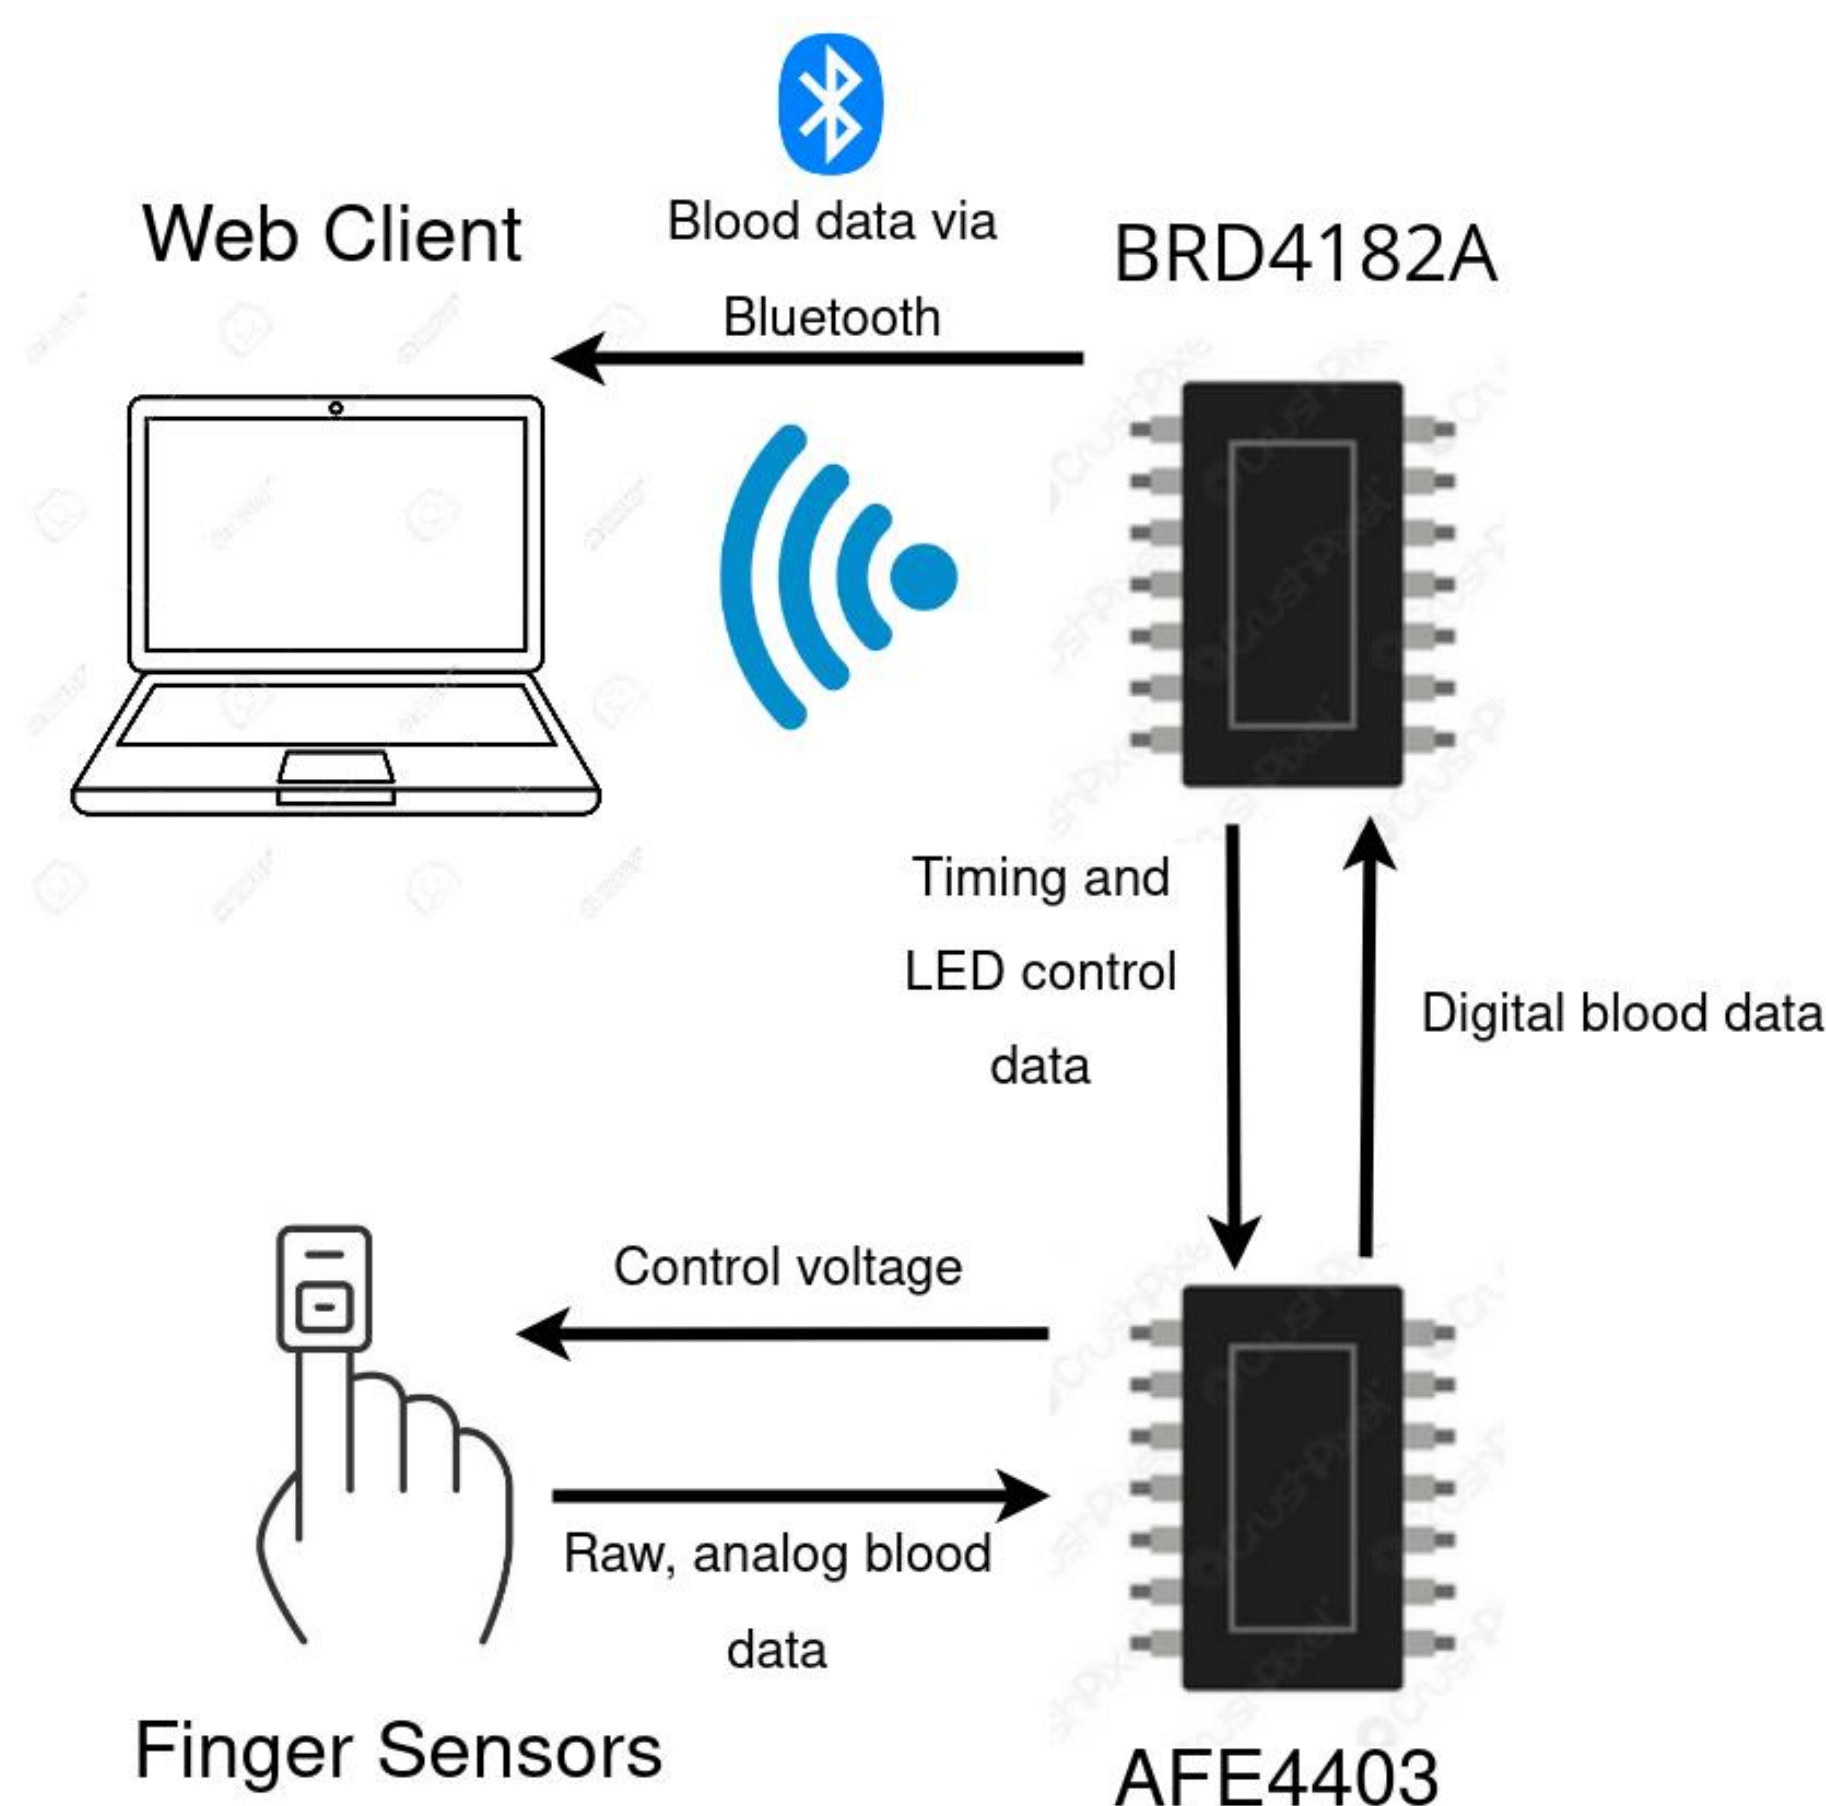 Blood data via
Web Client
BRD4182A
Bluetooth
Timing and
LED control
data
Digital blood data
Control voltage
Raw, analog blood
data
Finger Sensors
AFE4403